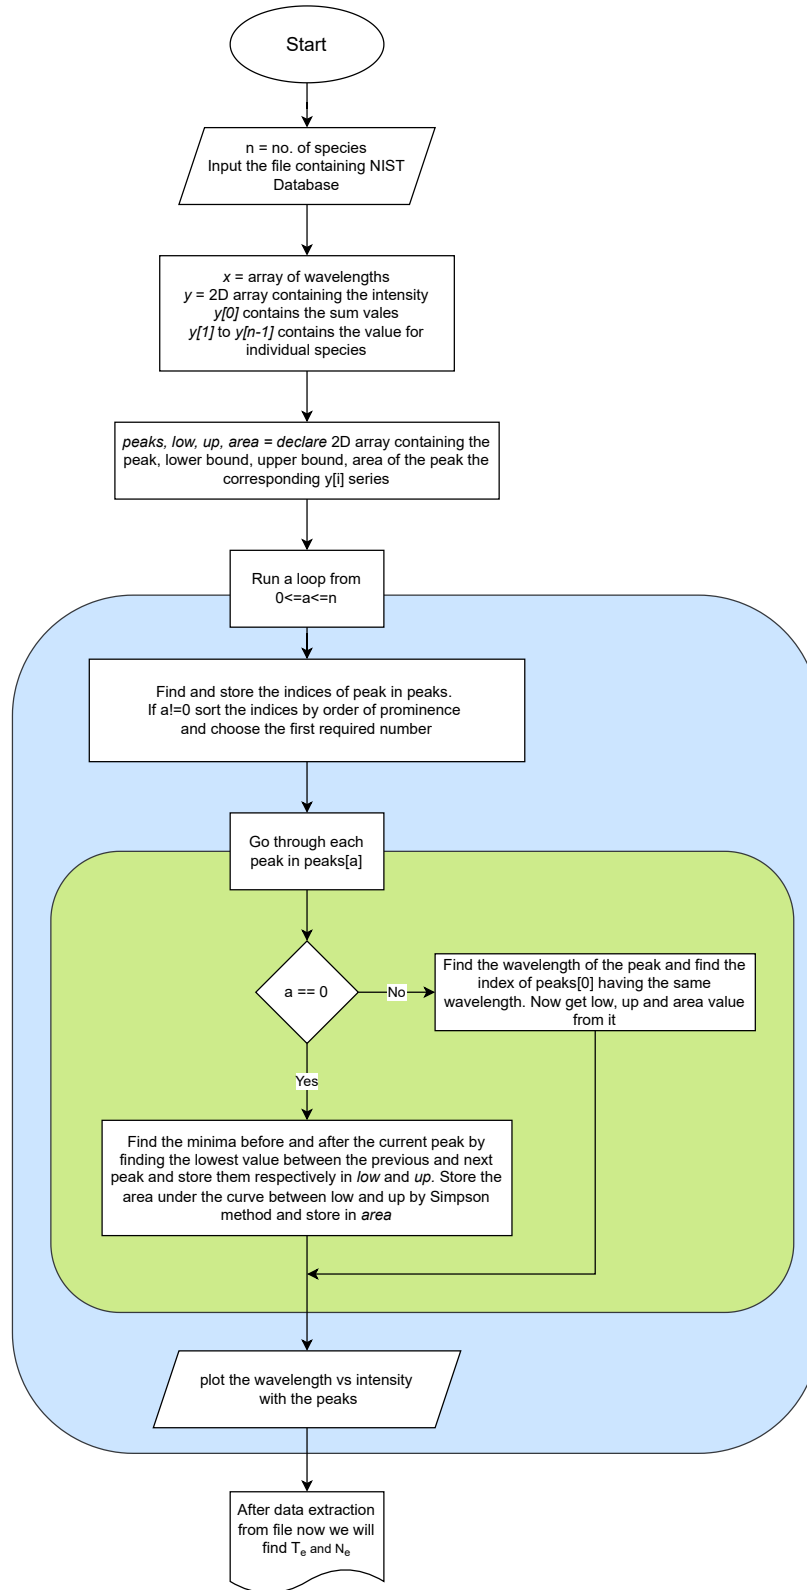 Start
n = no. of species
Input the file containing NIST
Database
x = array of wavelengths
y = 2D array containing the intensity
y[0] contains the sum vales
y[1] to y[n-1] contains the value for
individual species
peaks, low, up, area = declare 2D array containing the
peak, lower bound, upper bound, area of the peak the
corresponding y[i] series
Run a loop from
0<=a<=n
Find and store the indices of peak in peaks.
If a!=0 sort the indices by order of prominence
and choose the first required number
Go through each
peak in peaks[a]
a == 0
No
Find the wavelength of the peak and find the
index of peaks[0] having the same
wavelength. Now get low, up and area value
from it
Yes
Find the minima before and after the current peak by
finding the lowest value between the previous and next
peak and store them respectively in low and up. Store the
area under the curve between low and up by Simpson
method and store in area
plot the wavelength vs intensity
with the peaks
After data extraction
from file now we will
find Te and Ne